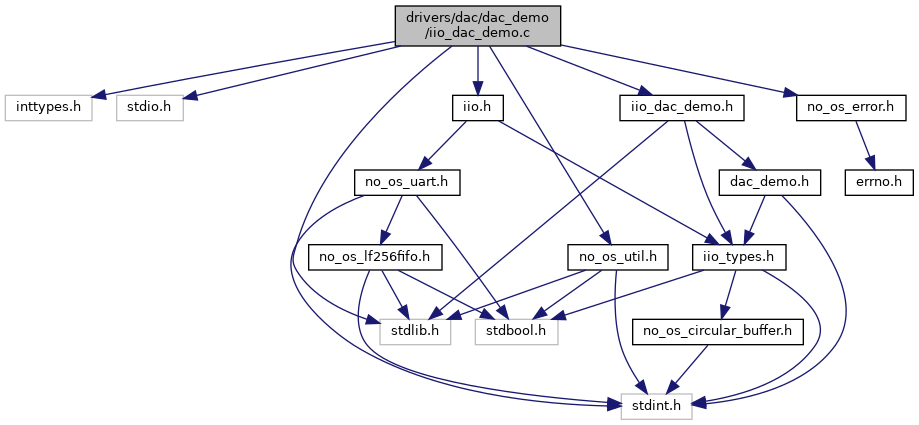 drivers/dac/dac_demo
/iio_dac_demo.c
inttypes.h
stdio.h
iio.h
iio_dac_demo.h
no_os_error.h
no_os_uart.h
dac_demo.h
errno.h
no_os_lf256fifo.h
no_os_util.h
iio_types.h
stdlib.h
stdbool.h
no_os_circular_buffer.h
stdint.h